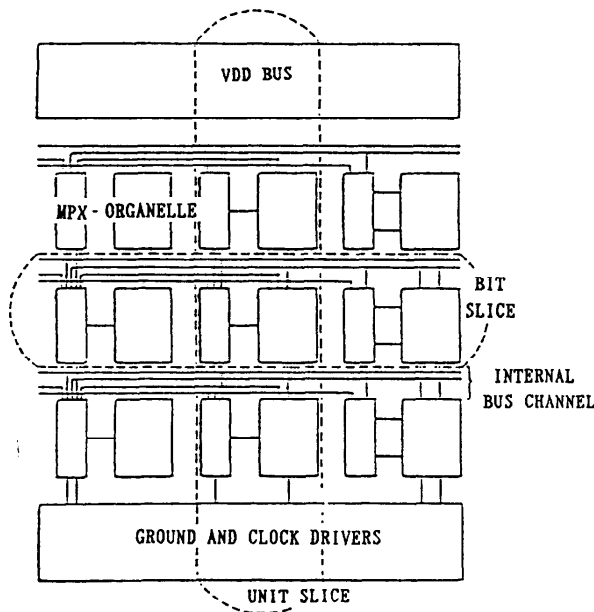 VDD BUS
MPX - ORGANELLE
BIT
SLICE
INTERNAL
BUS CHANNEL
GROUND AND CLOCK DRIVERS
UNIT SLICE